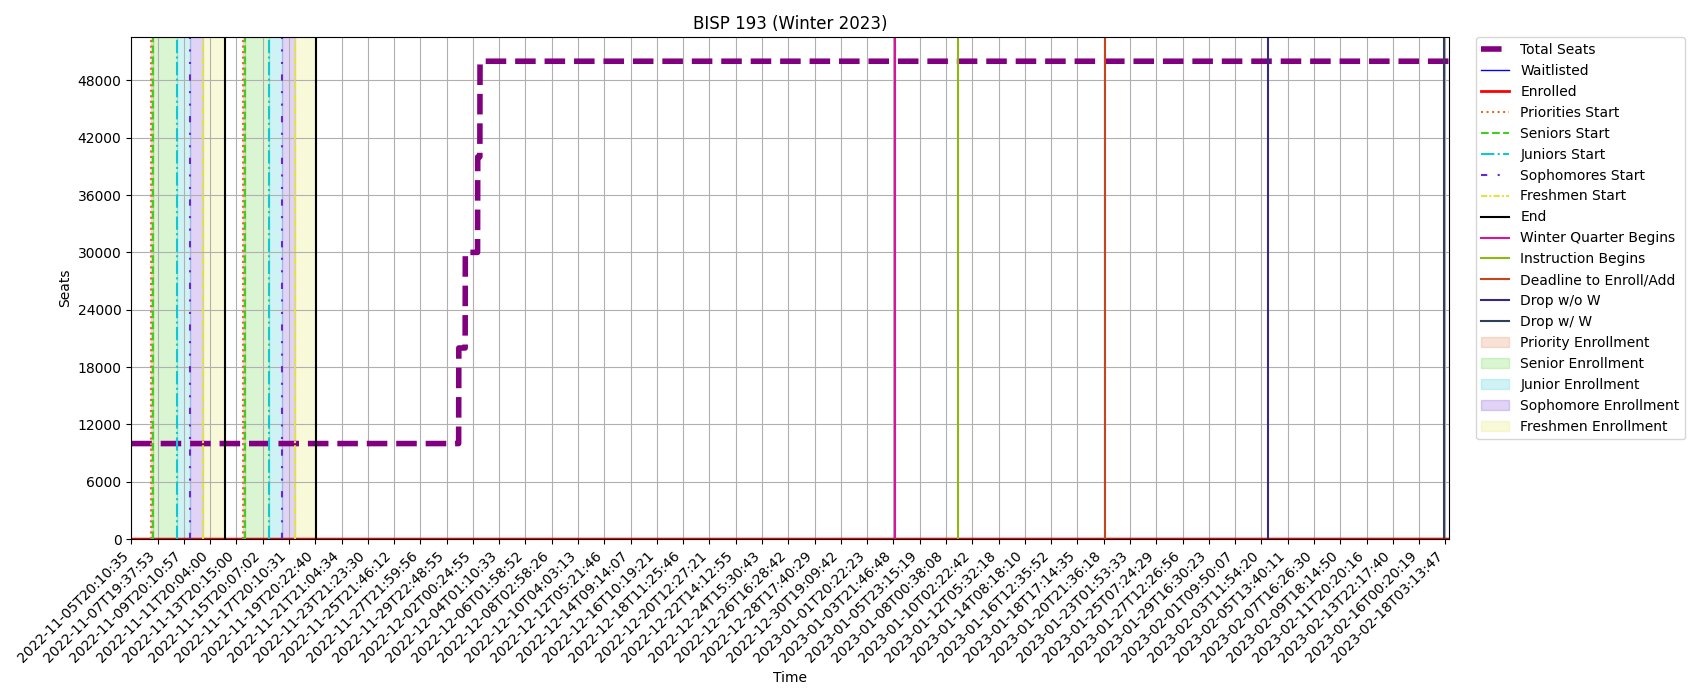 BISP 193 (Winter 2023)
Seats
48000
42000
36000
30000
24000
18000
12000
6000
0
2022-11-05T20:10:35
2022-11-07T19:37:53
2022-11-09T20:10:57
2022-11-11T20:04:00
2022-11-13T20:15:00
2022-11-15T20:07:02
2022-11-17T20:10:31
2022-11-19T20:22:40
2022-11-21T21:04:34
2022-11-23T21:23:30
2022-11-25T21:46:12
2022-11-27T21:59:56
2022-11-29T22:48:55
2022-12-02T00:24:55
2022-12-04T01:10:33
2022-12-06T01:58:52
2022-12-08T02:58:26
2022-12-10T04:03:13
2022-12-12T05:21:46
2022-12-14T09:14:07
2022-12-16T10:19:21
2022-12-18T11:25:46
2022-12-20T12:27:21
2022-12-22T14:12:55
2022-12-24T15:30:43
2022-12-26T16:28:42
2022-12-28T17:40:29
2022-12-30T19:09:42
2023-01-01T20:22:23
2023-01-03T21:46:48
2023-01-05T23:15:19
2023-01-08T00:38:08
2023-01-10T02:22:42
2023-01-12T05:32:18
2023-01-14T08:18:10
2023-01-16T12:35:52
2023-01-18T17:14:35
2023-01-20T21:36:18
2023-01-23T01:53:33
2023-01-25T07:24:29
2023-01-27T12:26:56
2023-01-29T16:30:23
2023-02-01T09:50:07
2023-02-03T11:54:20
2023-02-05T13:40:11
2023-02-07T16:26:30
2023-02-09T18:14:50
2023-02-11T20:20:16
2023-02-13T22:17:40
2023-02-16T00:20:19
2023-02-18T03:13:47
Time
Total Seats
Waitlisted
Enrolled
Priorities Start
Seniors Start
Juniors Start
Sophomores Start
Freshmen Start
End
Winter Quarter Begins
Instruction Begins
Deadline to Enroll/Add
Drop w/o W
Drop w/ W
Priority Enrollment
Senior Enrollment
Junior Enrollment
Sophomore Enrollment
Freshmen Enrollment